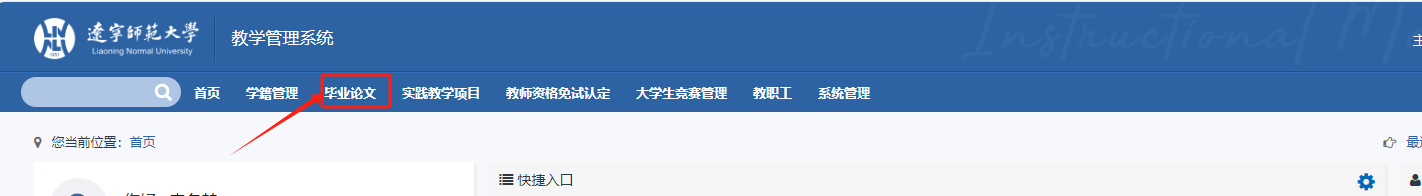 遼寧師範大學
Liaoning Normal University
1951
教学管理系统
Instructional M
主
首页 学籍管理 毕业论文 实践教学项目 教师资格免试认定 大学生竞赛管理 教职工 系统管理
您当前位置： 首页
快捷入口